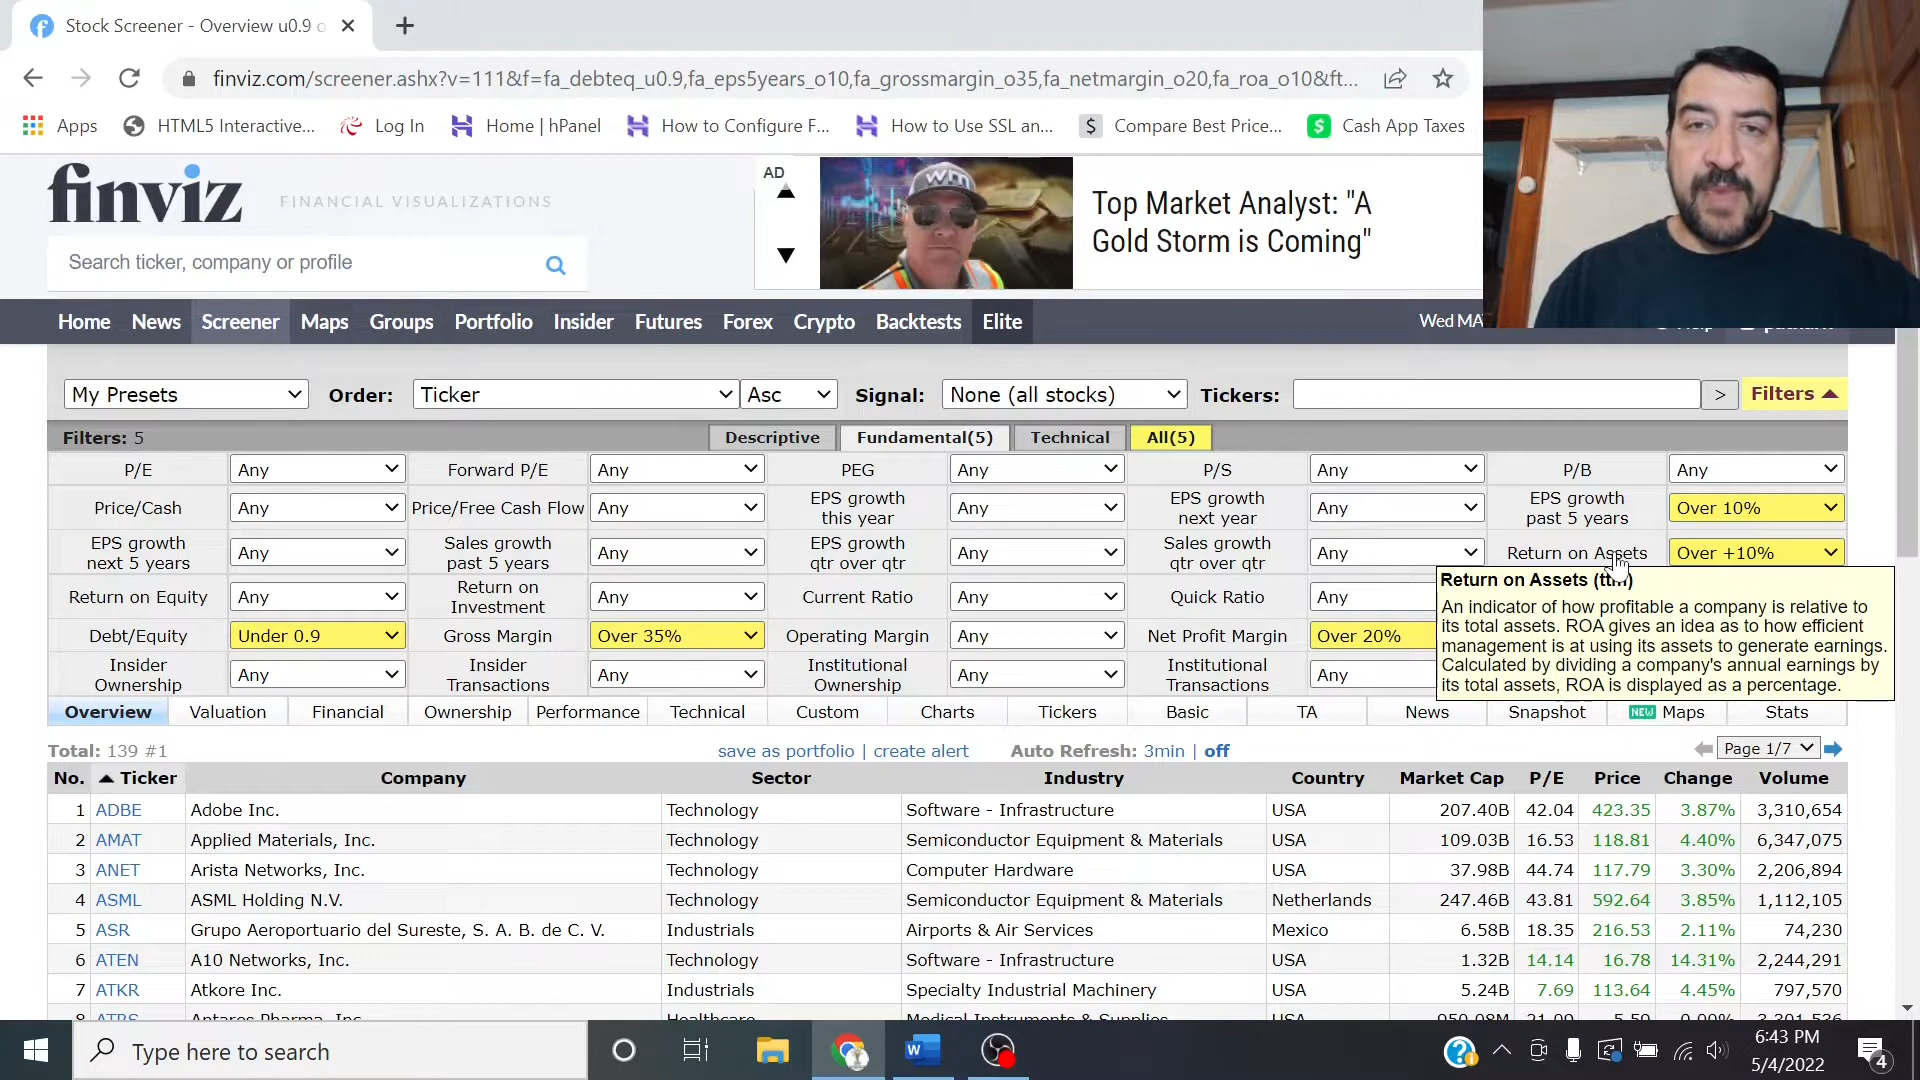 Stock Screener - Overview u0.9 o
finviz.com/screener.ashx?v=111&f=fa_debteq_u0.9,fa_eps5years_o10,fa_grossmargin_o35,fa_netmargin_o20,fa_roa_o10&ft...
Apps HTML5 Interactive... Log In Home | hPanel How to Configure F... How to Use SSL an... $ Compare Best Price... $ Cash App Taxes
finviz FINANCIAL VISUALIZATIONS
AD
wm
Top Market Analyst: "A
Gold Storm is Coming"
Search ticker, company or profile
Home News Screener Maps Groups Portfolio Insider Futures Forex Crypto Backtests Elite Wed
My Presets Order: Ticker Asc Signal: None (all stocks) Tickers: > Filters
Filters: 5 Descriptive Fundamental(5) Technical All(5)
P/E Any Forward P/E Any PEG Any P/S Any P/B Any
Price/Cash Any Price/Free Cash Flow Any EPS growth this year Any EPS growth next year Any EPS growth past 5 years Over 10%
EPS growth next 5 years Any Sales growth past 5 years Any EPS growth qtr over qtr Any Sales growth qtr over qtr Any Return on Assets Over +10%
Return on Equity Any Return on Investment Any Current Ratio Any Quick Ratio Any
Debt/Equity Under 0.9 Gross Margin Over 35% Operating Margin Any Net Profit Margin Over 20%
Insider Ownership Any Insider Transactions Any Institutional Ownership Any Institutional Transactions Any
Return on Assets (ttm)
An indicator of how profitable a company is relative to
its total assets. ROA gives an idea as to how efficient
management is at using its assets to generate earnings.
Calculated by dividing a company's annual earnings by
its total assets, ROA is displayed as a percentage.
Overview Valuation Financial Ownership Performance Technical Custom Charts Tickers Basic TA News Snapshot NEW Maps Stats
Total: 139 #1 save as portfolio | create alert Auto Refresh: 3min | off Page 1/7
No. Ticker Company Sector Industry Country Market Cap P/E Price Change Volume
1 ADBE Adobe Inc. Technology Software - Infrastructure USA 207.40B 42.04 423.35 3.87% 3,310,654
2 AMAT Applied Materials, Inc. Technology Semiconductor Equipment & Materials USA 109.03B 16.53 118.81 4.40% 6,347,075
3 ANET Arista Networks, Inc. Technology Computer Hardware USA 37.98B 44.74 117.79 3.30% 2,206,894
4 ASML ASML Holding N.V. Technology Semiconductor Equipment & Materials Netherlands 247.46B 43.81 592.64 3.85% 1,112,105
5 ASR Grupo Aeroportuario del Sureste, S. A. B. de C. V. Industrials Airports & Air Services Mexico 6.58B 18.35 216.53 2.11% 74,230
6 ATEN A10 Networks, Inc. Technology Software - Infrastructure USA 1.32B 14.14 16.78 14.31% 2,244,291
7 ATKR Atkore Inc. Industrials Specialty Industrial Machinery USA 5.24B 7.69 113.64 4.45% 797,570
Type here to search
6:43 PM
5/4/2022
4